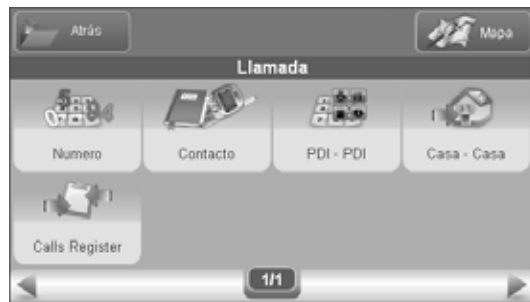 Atrás
Mapa
Llamada
Numero
Contacto
PDI - PDI
Casa - Casa
Calls Register
1/1